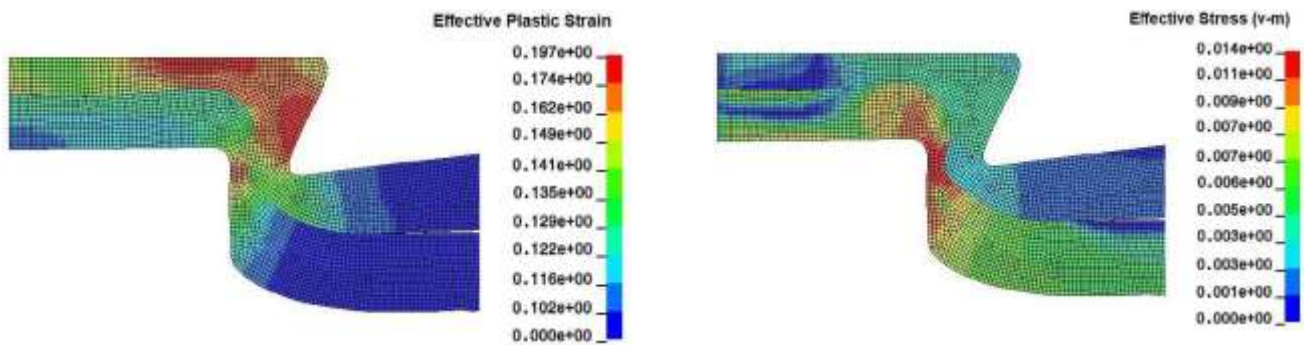 Effective Plastic Strain
0.197e+00
0.174e+00
0.162e+00
0.149e+00
0.141e+00
0.135e+00
0.129e+00
0.122e+00
0.116e+00
0.102e+00
0.000e+00
Effective Stress (v-m)
0.014e+00
0.011e+00
0.009e+00
0.007e+00
0.007e+00
0.006e+00
0.005e+00
0.003e+00
0.003e+00
0.001e+00
0.000e+00